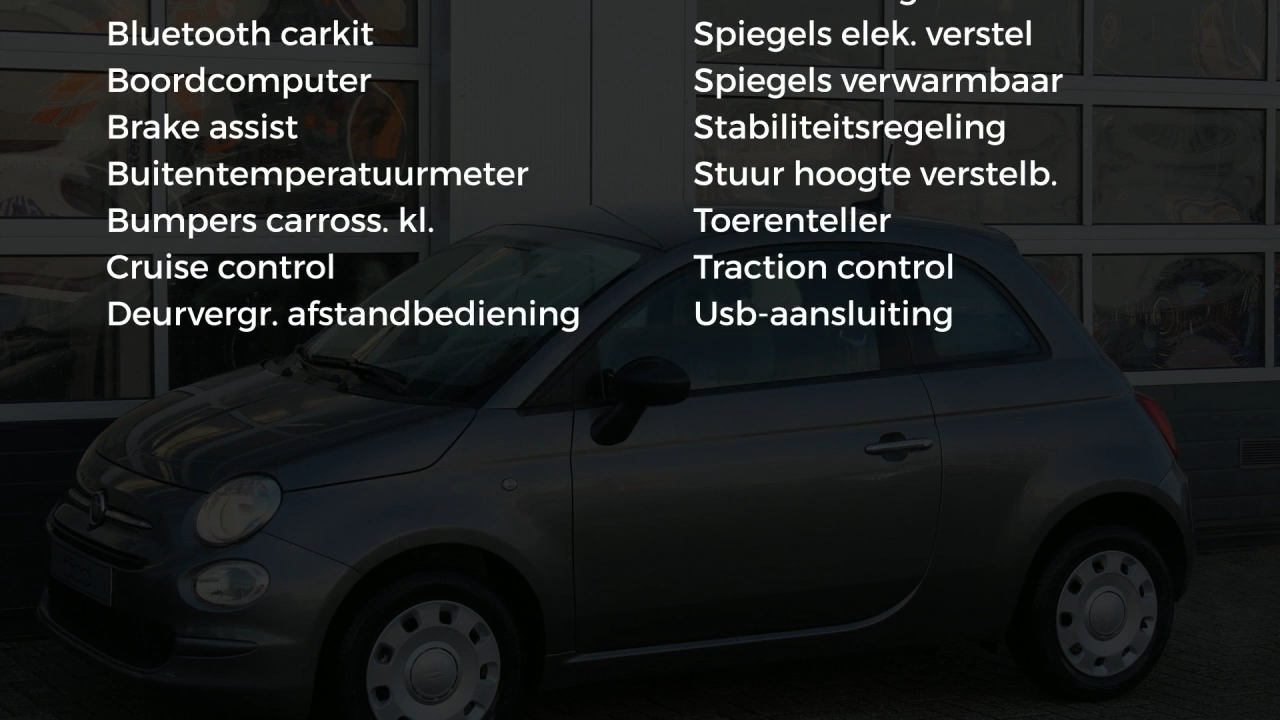 Bluetooth carkit
Boordcomputer
Brake assist
Buitentemperatuurmeter
Bumpers carross. kl.
Cruise control
Deurvergr. afstandbediening
Spiegels elek. verstel
Spiegels verwarmbaar
Stabiliteitsregeling
Stuur hoogte verstelb.
Toerenteller
Traction control
Usb-aansluiting